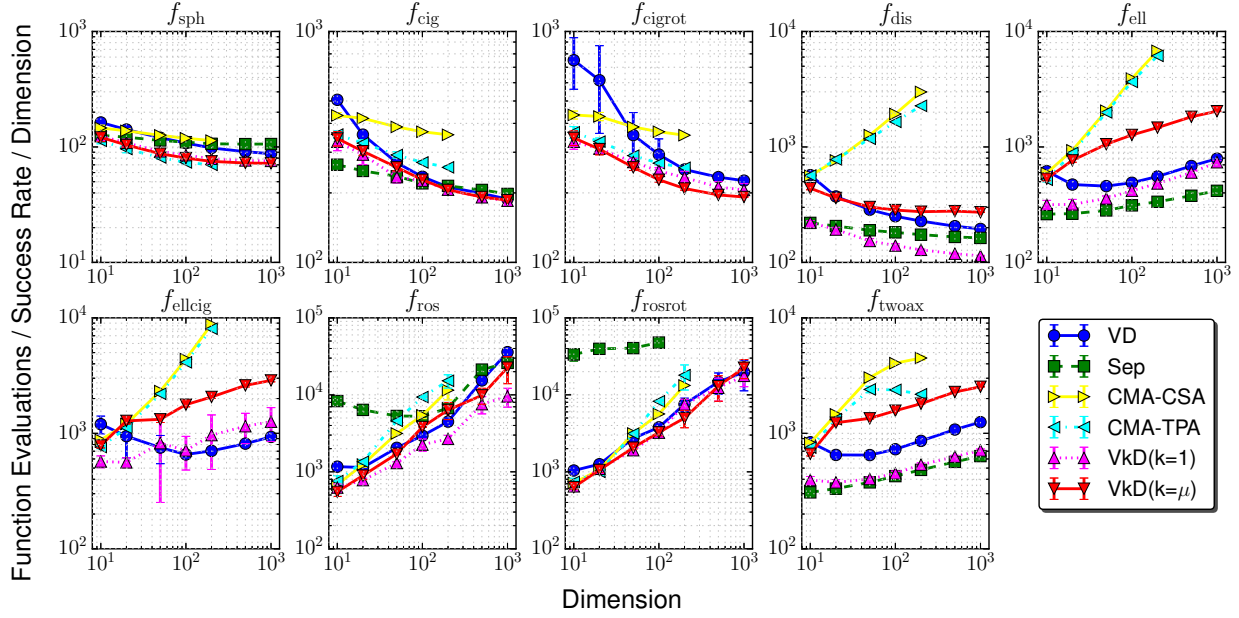 Function Evaluations / Success Rate / Dimension
f_sph
10^3
10^2
10^1
10^1 10^2 10^3
f_cig
10^3
10^2
10^1 10^2 10^3
f_cigrot
10^3
10^2
10^1 10^2 10^3
f_dis
10^4
10^3
10^2
10^1 10^2 10^3
f_ell
10^4
10^3
10^2
10^1 10^2 10^3
f_ellcig
10^4
10^3
10^2
10^1 10^2 10^3
f_ros
10^5
10^4
10^3
10^2
10^1 10^2 10^3
f_rosrot
10^5
10^4
10^3
10^2
10^1 10^2 10^3
f_twoax
10^4
10^3
10^2
10^1 10^2 10^3
VD
Sep
CMA-CSA
CMA-TPA
VkD(k=1)
VkD(k=μ)
Dimension